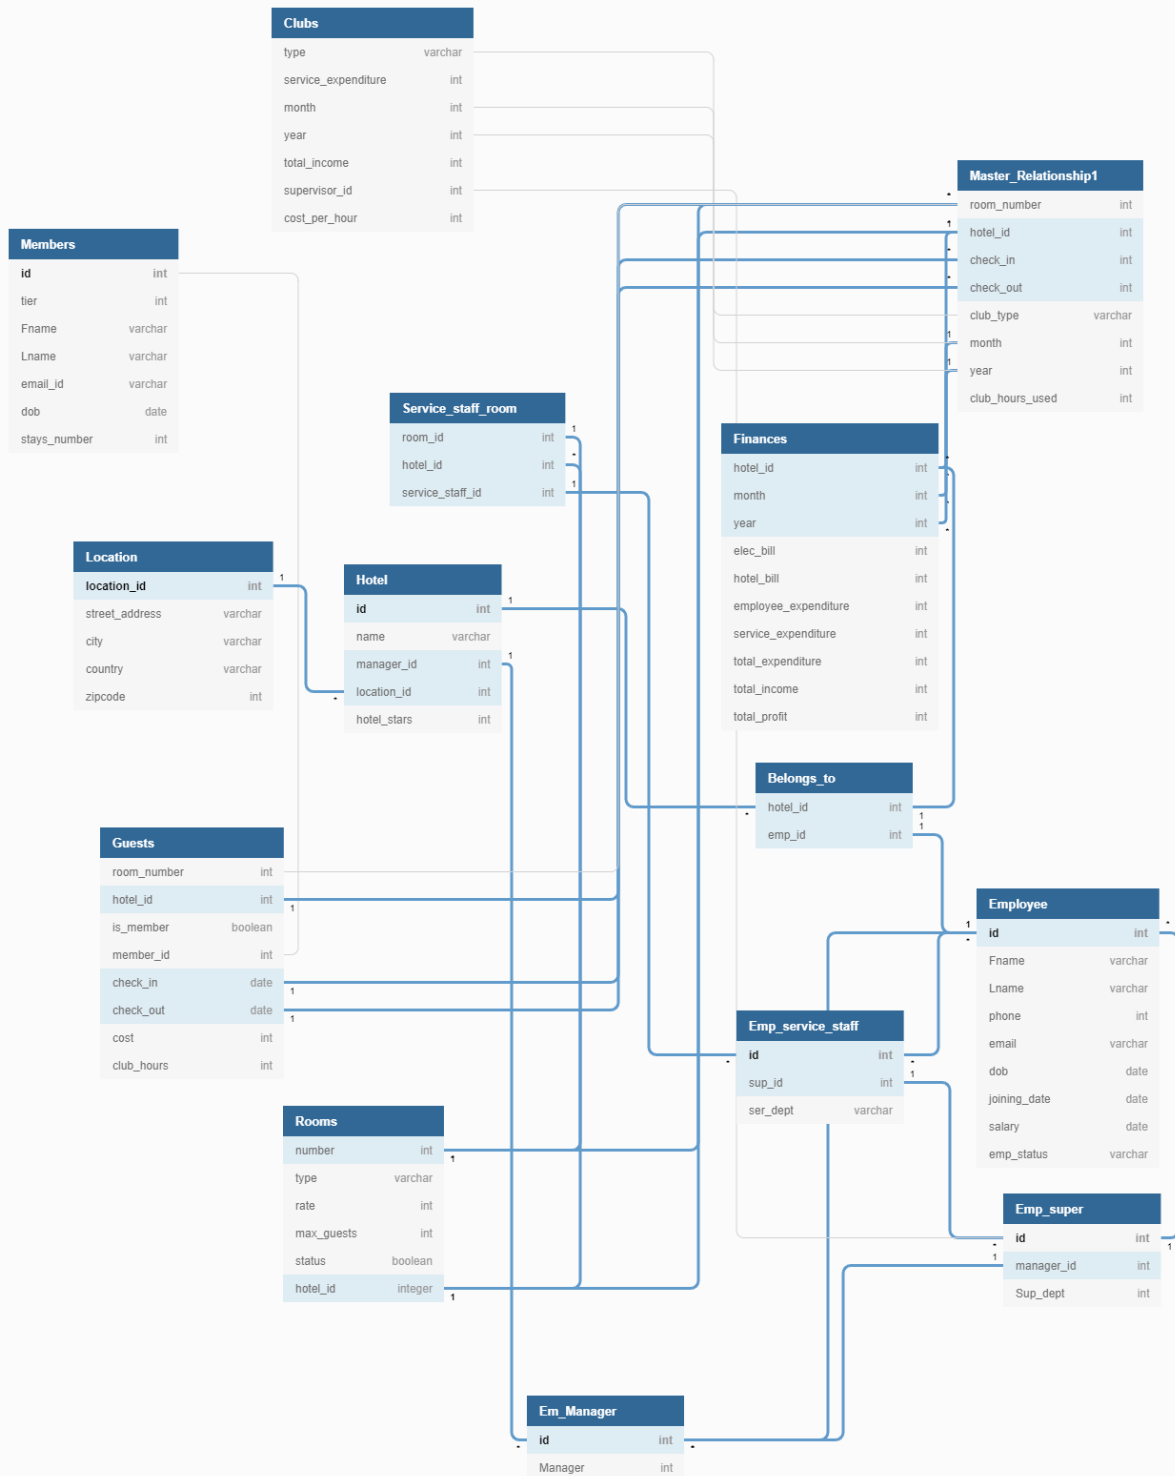 Clubs
type varchar
service_expenditure int
month int
year int
total_income int
supervisor_id int
cost_per_hour int
Master_Relationship1
room_number int
hotel_id int
check_in int
check_out int
club_type varchar
month int
year int
club_hours_used int
Members
id int
tier int
Fname varchar
Lname varchar
email_id varchar
dob date
stays_number int
Service_staff_room
room_id int
hotel_id int
service_staff_id int
Finances
hotel_id int
month int
year int
elec_bill int
hotel_bill int
employee_expenditure int
service_expenditure int
total_expenditure int
total_income int
total_profit int
Location
location_id int
street_address varchar
city varchar
country varchar
zipcode int
Hotel
id int
name varchar
manager_id int
location_id int
hotel_stars int
Belongs_to
hotel_id int
emp_id int
Guests
room_number int
hotel_id int
is_member boolean
member_id int
check_in date
check_out date
cost int
club_hours int
Employee
id int
Fname varchar
Lname varchar
phone int
email varchar
dob date
joining_date date
salary date
emp_status varchar
Emp_service_staff
id int
sup_id int
ser_dept varchar
Rooms
number int
type varchar
rate int
max_guests int
status boolean
hotel_id integer
Emp_super
id int
manager_id int
Sup_dept int
Em_Manager
id int
Manager int